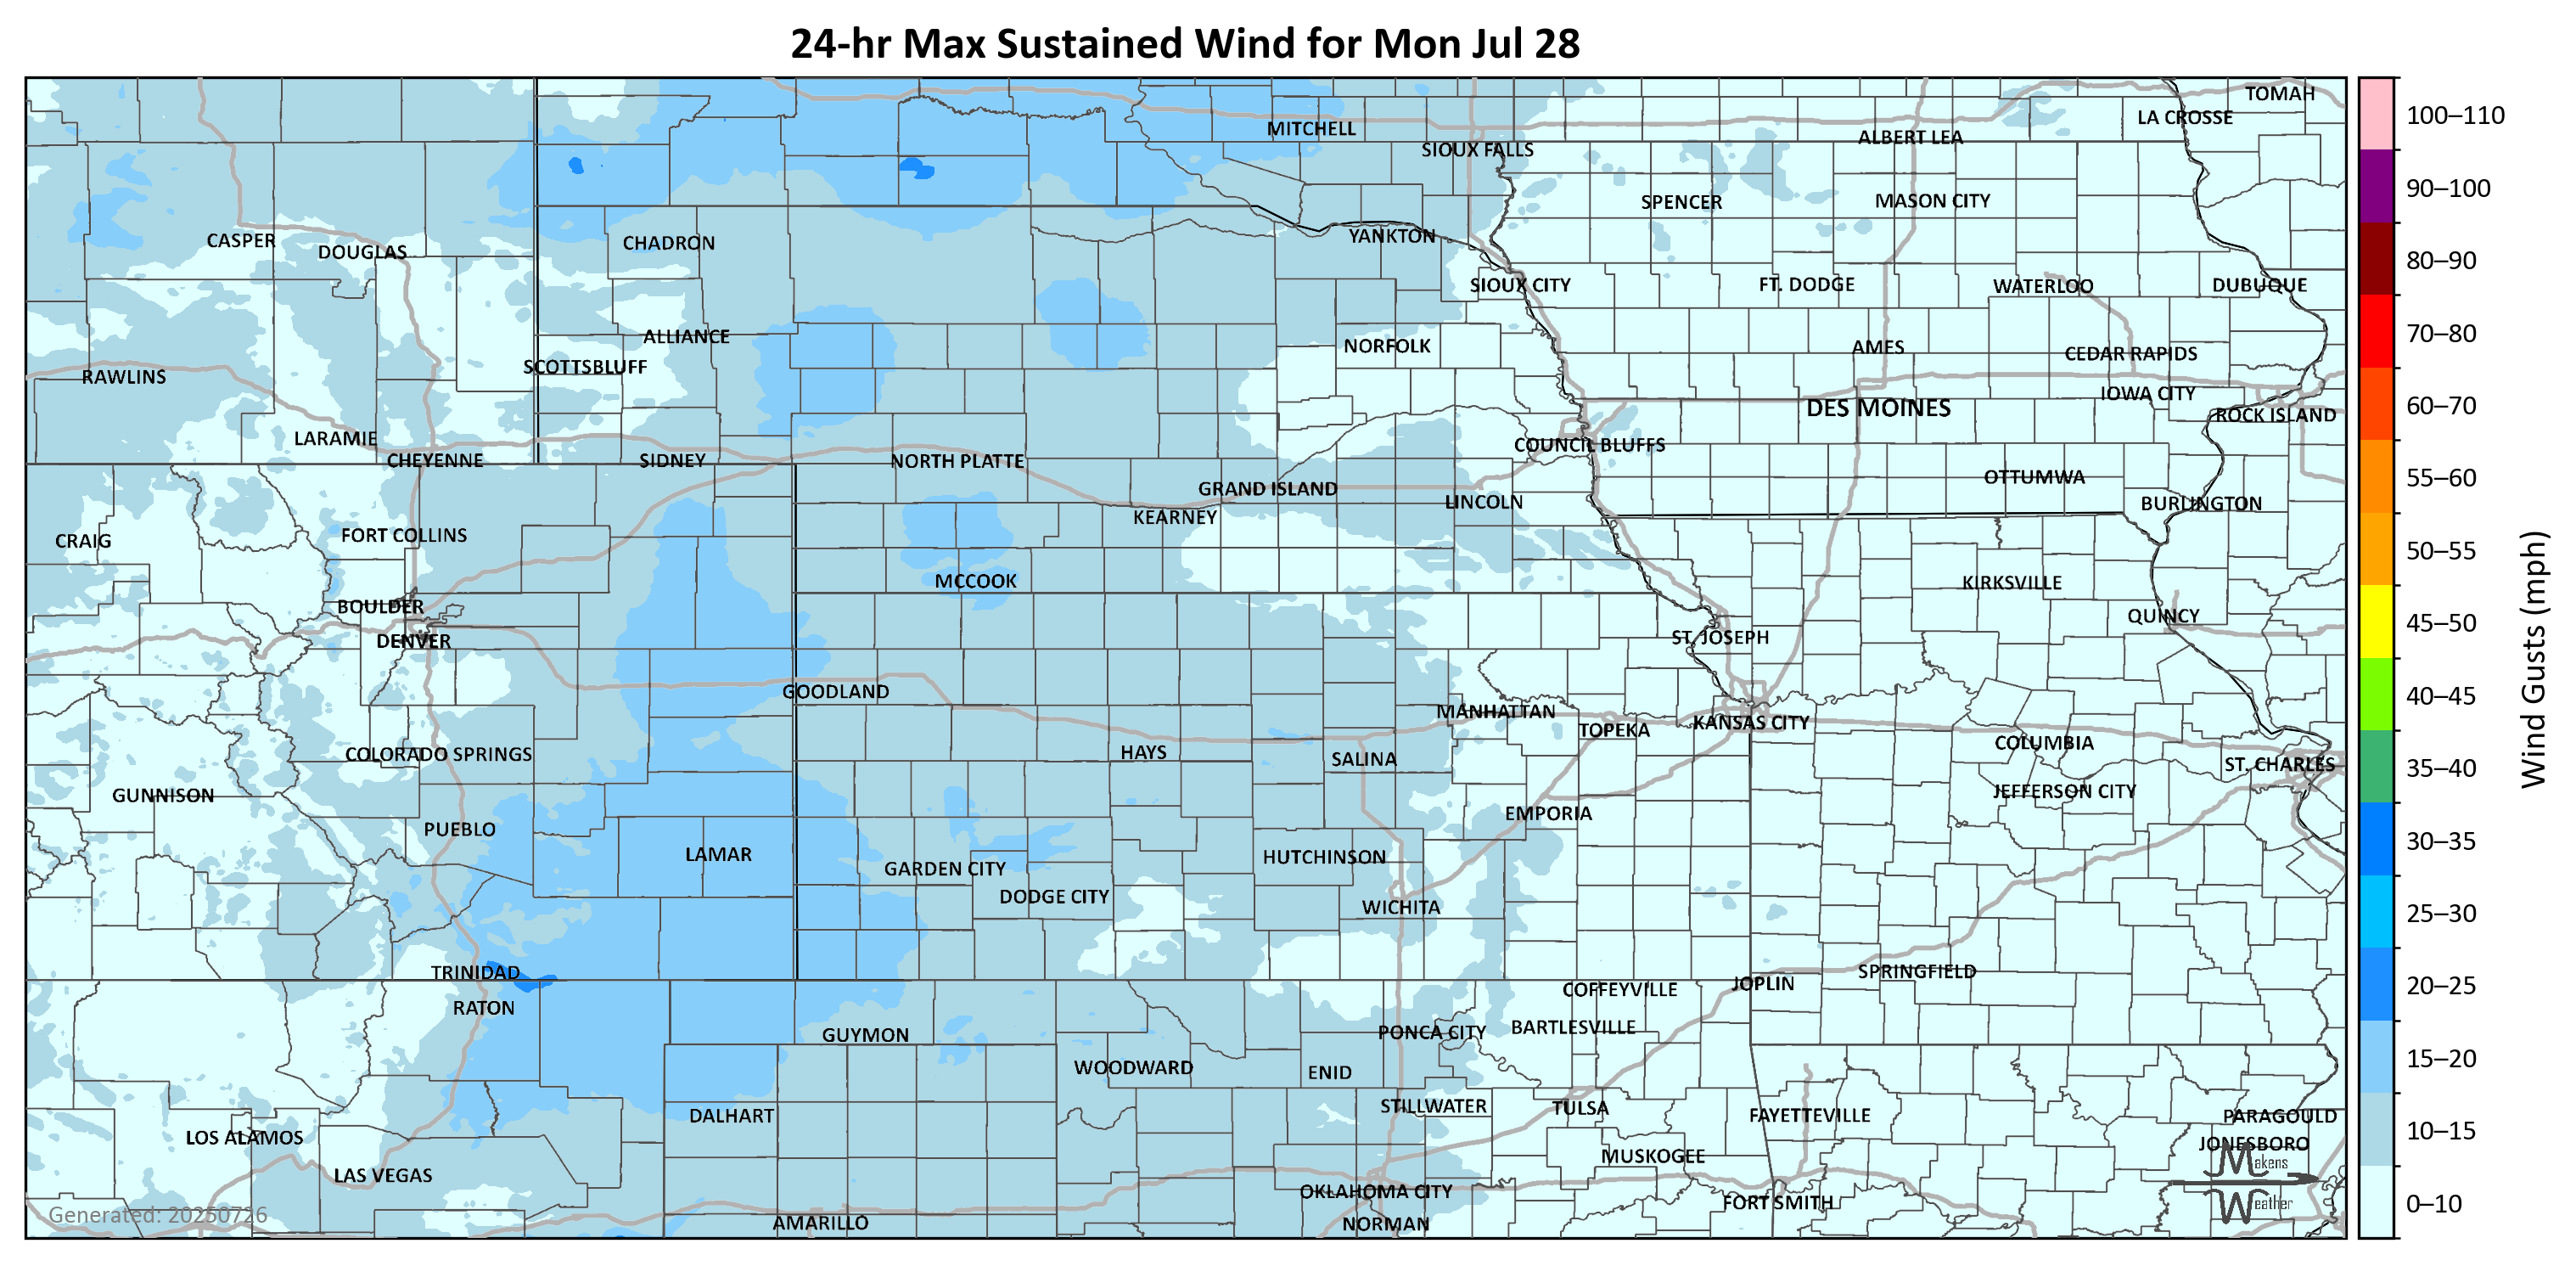 24-hr Max Sustained Wind for Mon Jul 28
TOMAH
LA CROSSE
MITCHELL
ALBERT LEA
SIOUX FALLS
SPENCER
MASON CITY
CASPER
DOUGLAS
CHADRON
YANKTON
SIOUX CITY
FT. DODGE
WATERLOO
DUBUQUE
ALLIANCE
NORFOLK
AMES
CEDAR RAPIDS
SCOTTSBLUFF
RAWLINS
IOWA CITY
DES MOINES
ROCK ISLAND
LARAMIE
COUNCIL BLUFFS
CHEYENNE
SIDNEY
NORTH PLATTE
OTTUMWA
GRAND ISLAND
LINCOLN
BURLINGTON
KEARNEY
FORT COLLINS
CRAIG
MCCOOK
KIRKSVILLE
BOULDER
QUINCY
DENVER
ST. JOSEPH
GOODLAND
MANHATTAN
KANSAS CITY
TOPEKA
COLUMBIA
HAYS
COLORADO SPRINGS
SALINA
ST. CHARLES
JEFFERSON CITY
GUNNISON
EMPORIA
PUEBLO
LAMAR
HUTCHINSON
GARDEN CITY
DODGE CITY
WICHITA
TRINIDAD
SPRINGFIELD
JOPLIN
COFFEYVILLE
RATON
BARTLESVILLE
PONCA CITY
GUYMON
WOODWARD
ENID
STILLWATER
TULSA
DALHART
FAYETTEVILLE
PARAGOULD
LOS ALAMOS
JONESBORO
MUSKOGEE
LAS VEGAS
OKLAHOMA CITY
FORT SMITH
AMARILLO
NORMAN
Generated: 20250726
Makens
Weather
100–110
90–100
80–90
70–80
60–70
55–60
50–55
45–50
40–45
35–40
30–35
25–30
20–25
15–20
10–15
0–10
Wind Gusts (mph)